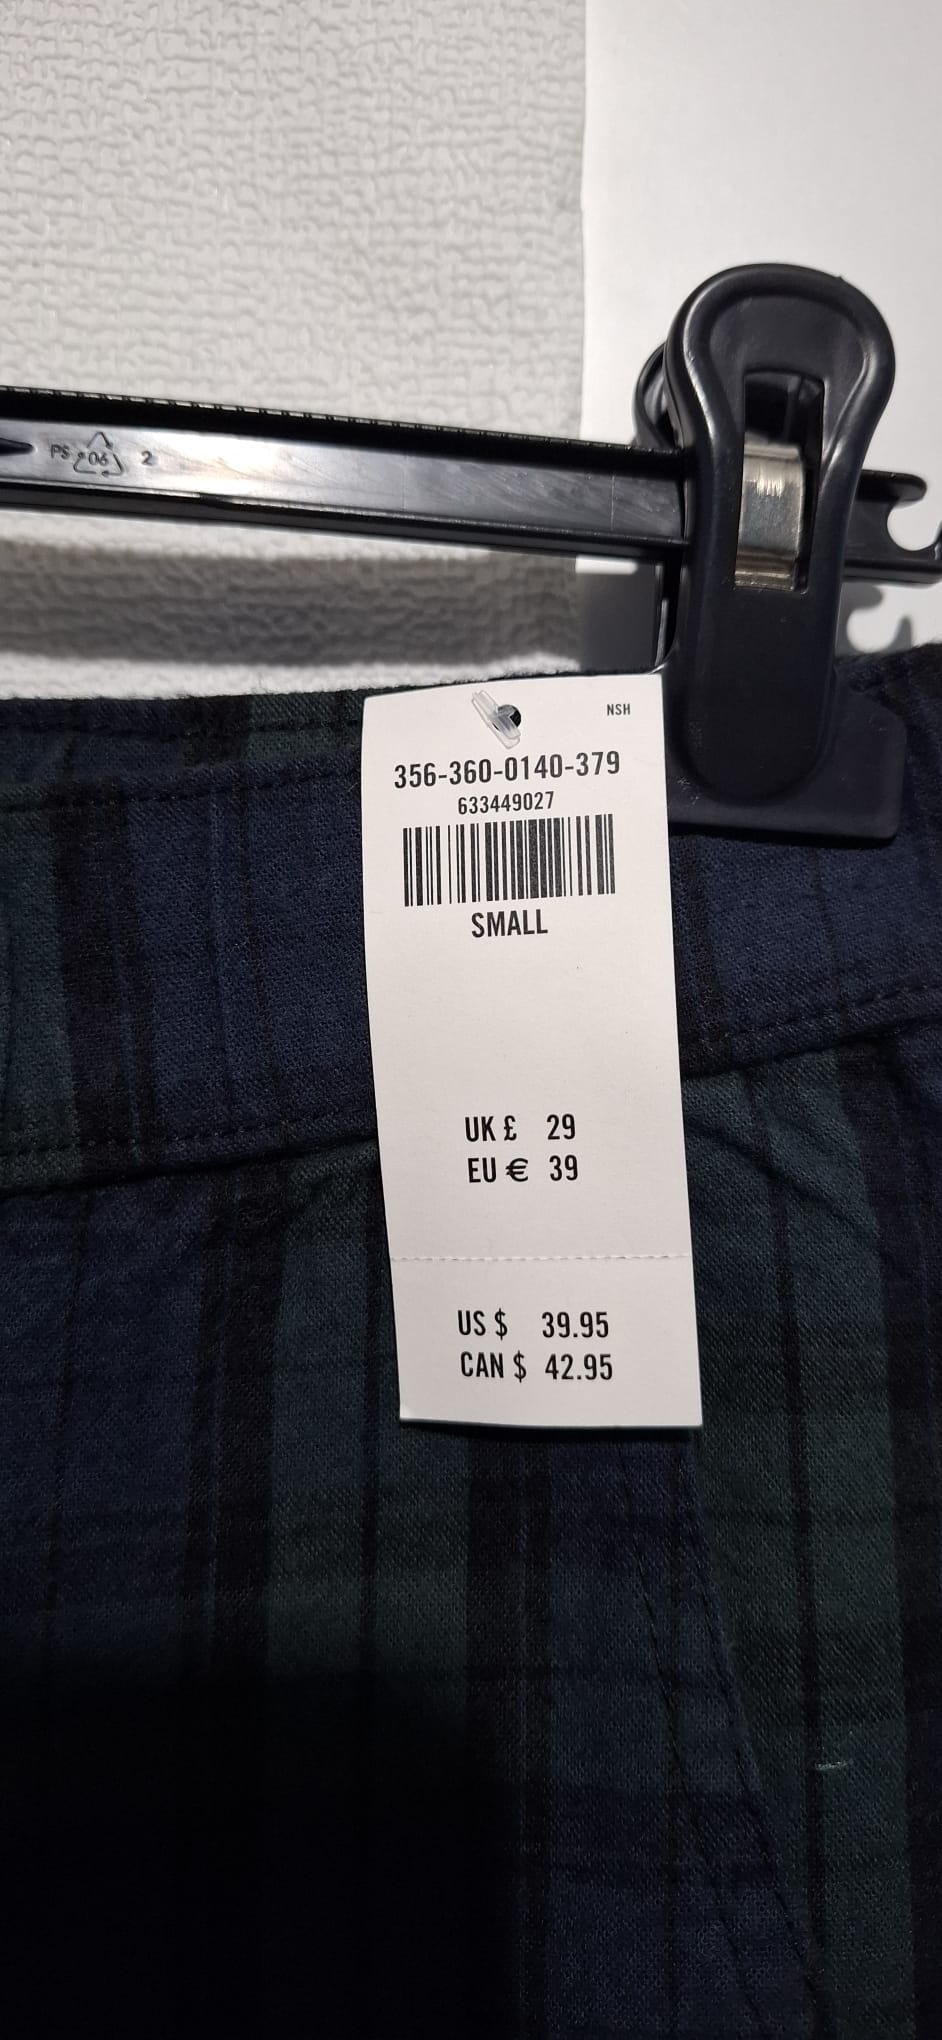 PS 06 2
NSH
356-360-0140-379
633449027
SMALL
UK £ 29
EU € 39
US $ 39.95
CAN $ 42.95